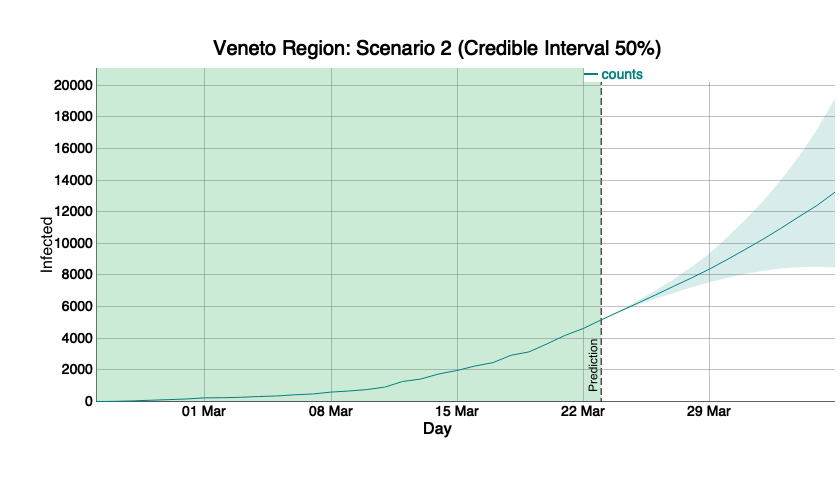 Veneto Region: Scenario 2 (Credible Interval 50%)
counts
20000
18000
16000
14000
12000
10000
8000
6000
4000
2000
0
Infected
Prediction
01 Mar
08 Mar
15 Mar
22 Mar
29 Mar
Day